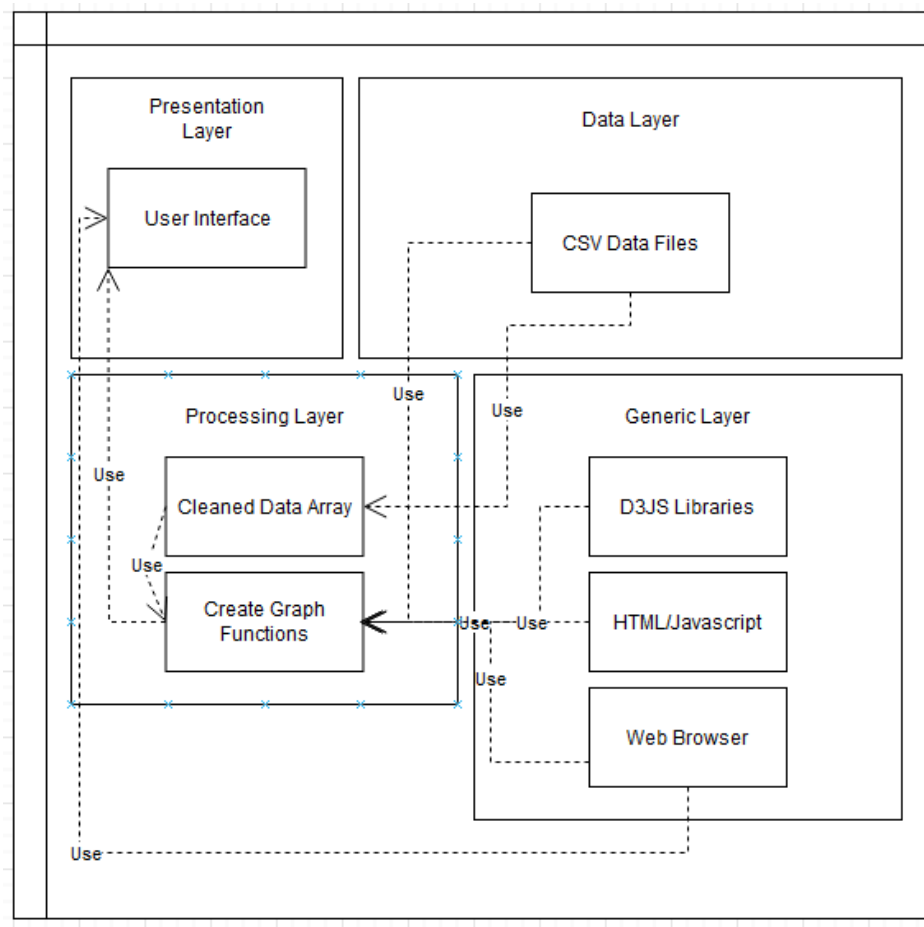 Presentation
Layer
User Interface
Data Layer
CSV Data Files
Use
Use
Processing Layer
Generic Layer
Use
Cleaned Data Array
D3JS Libraries
Use
Create Graph
Functions
Use
Use
HTML/Javascript
Use
Web Browser
Use